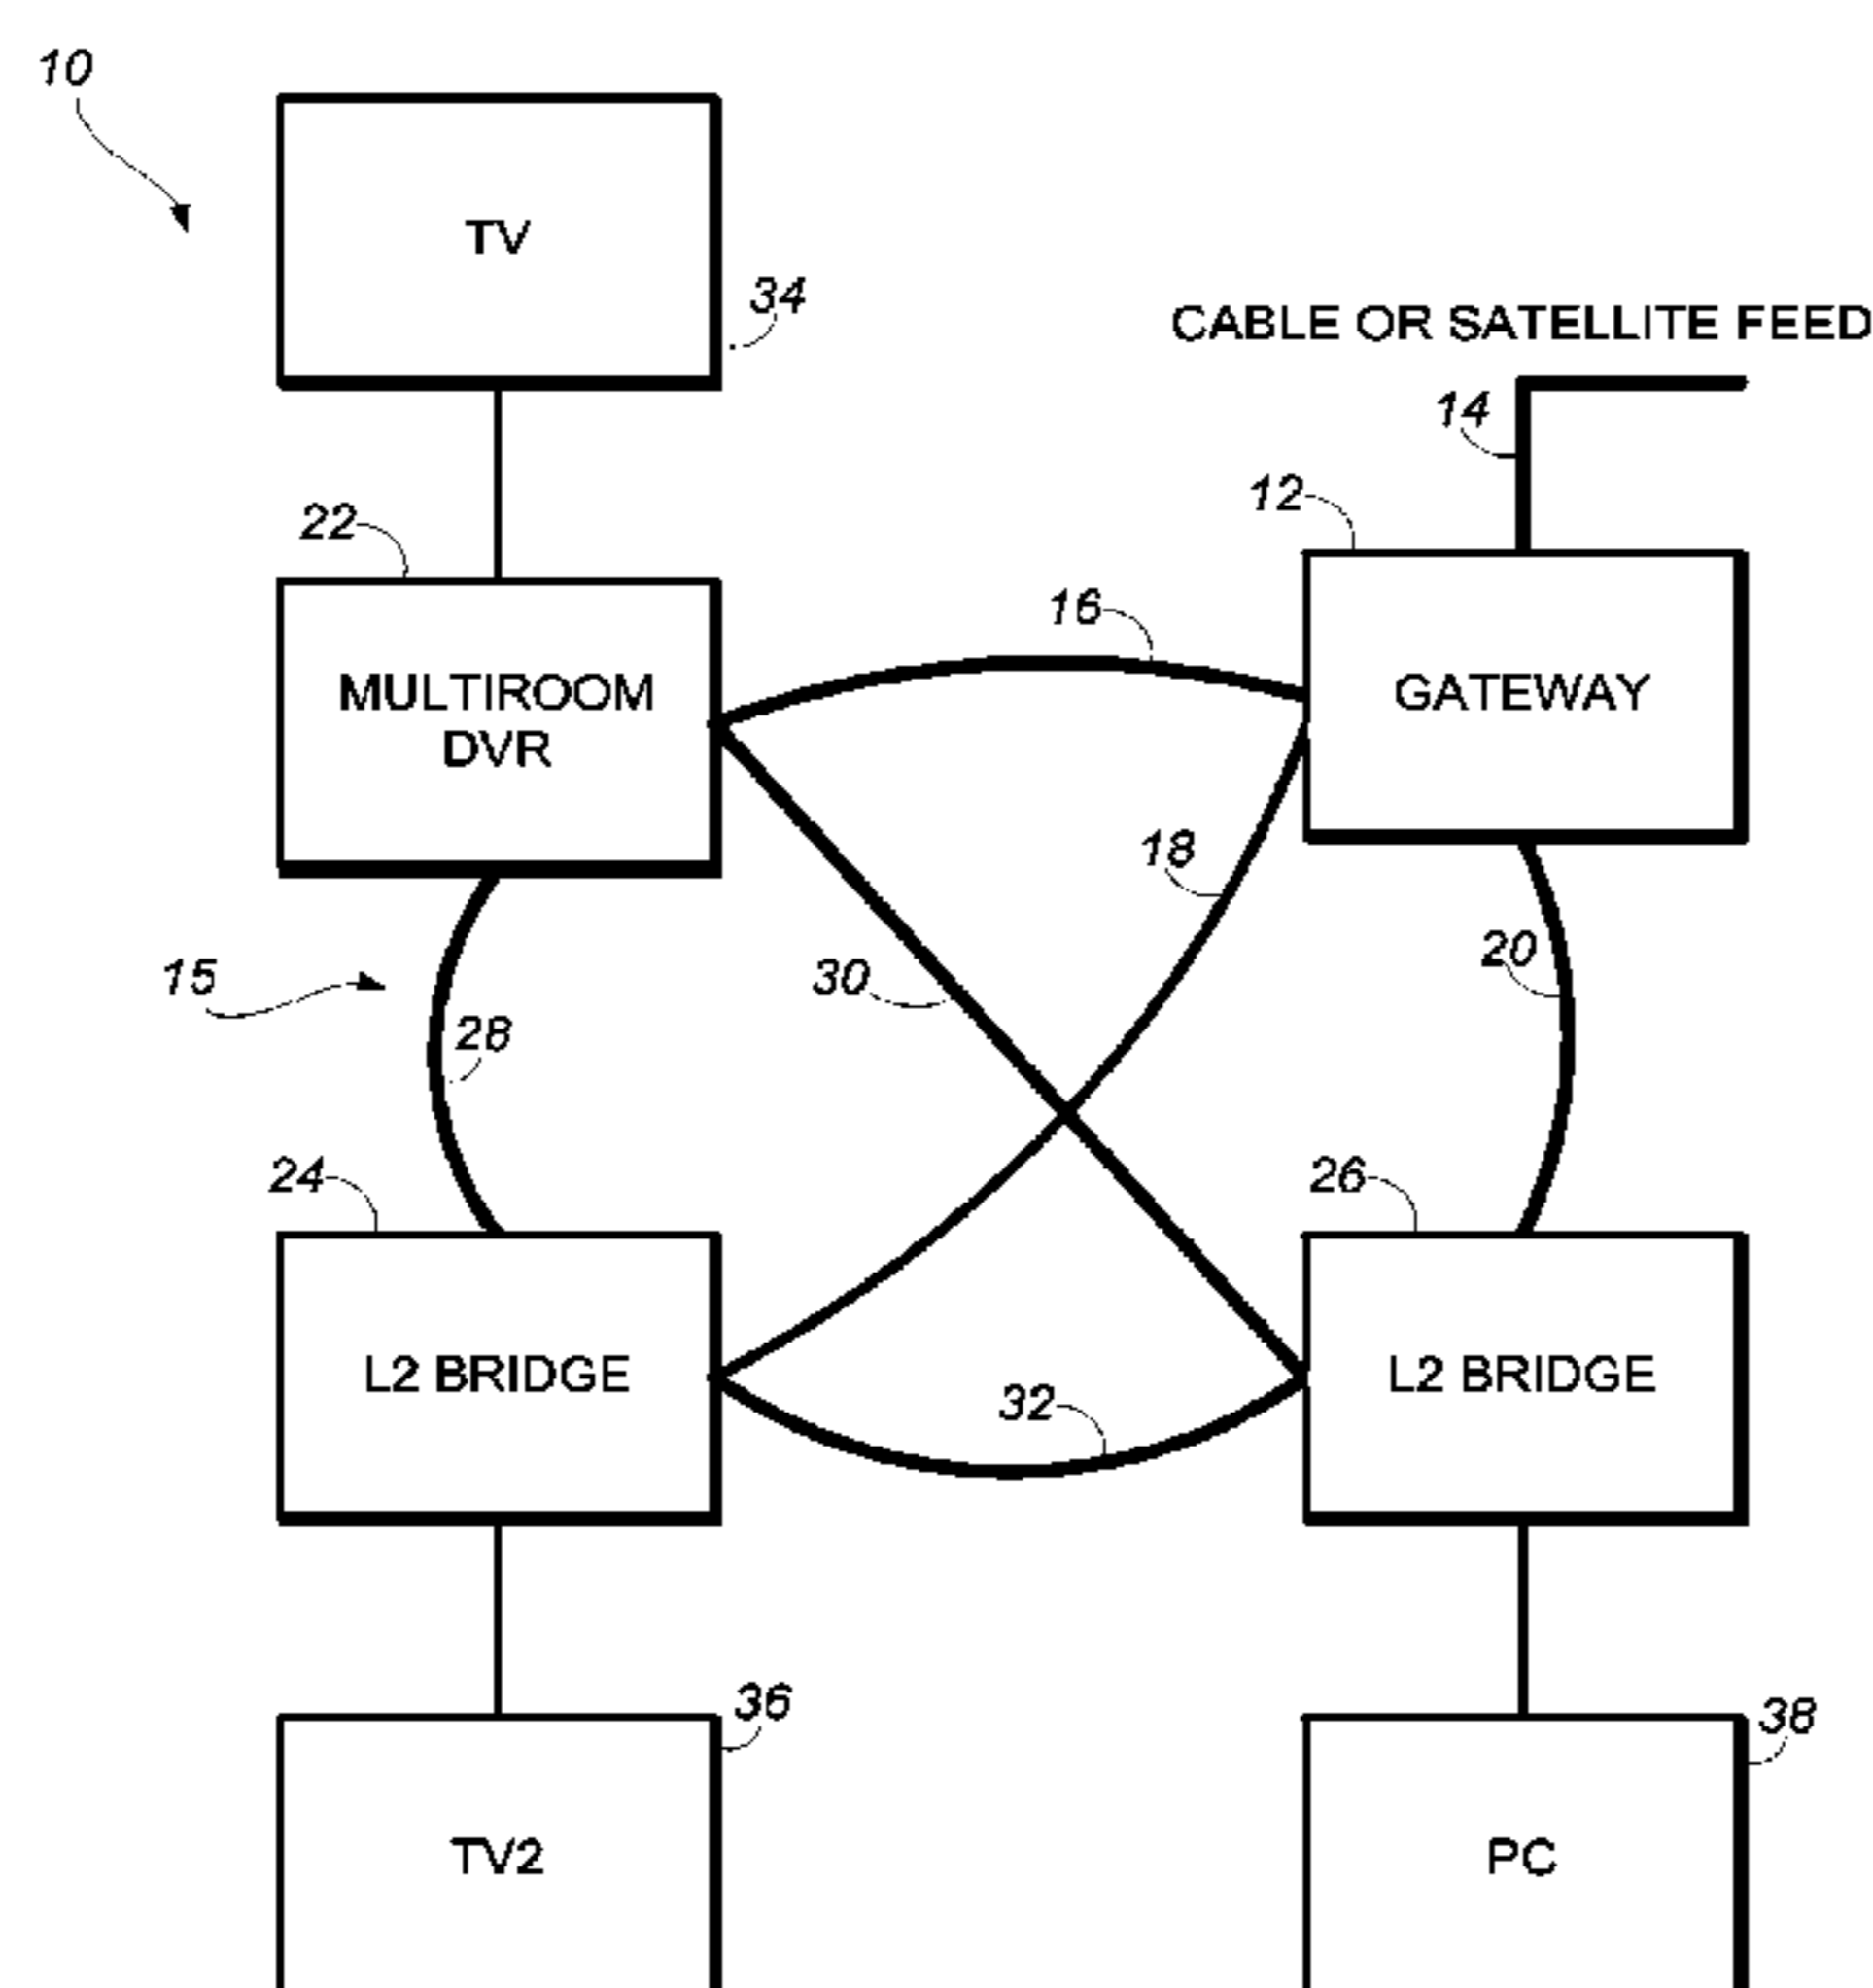 10
TV
34
CABLE OR SATELLITE FEED
14
12
22
16
MULTIROOM
DVR
GATEWAY
18
20
15
30
28
24
26
L2 BRIDGE
L2 BRIDGE
32
36
38
TV2
PC